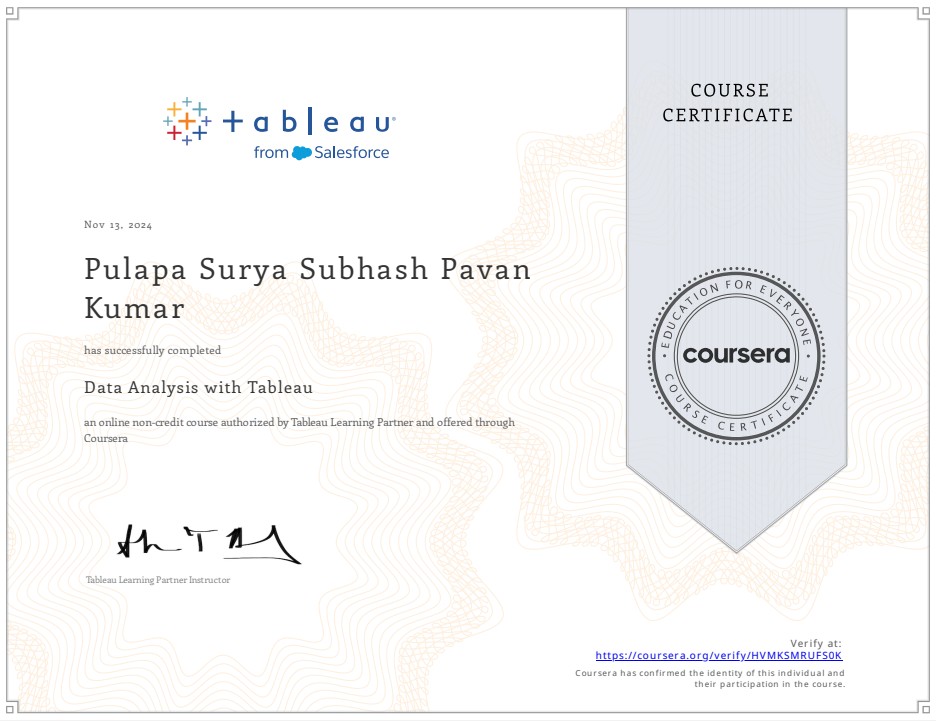 +ableau®
from Salesforce
COURSE
CERTIFICATE
Nov 13, 2024
Pulapa Surya Subhash Pavan
Kumar
has successfully completed
Data Analysis with Tableau
an online non-credit course authorized by Tableau Learning Partner and offered through
Coursera
Tableau Learning Partner Instructor
EDUCATION FOR EVERYONE
coursera
COURSE CERTIFICATE
Verify at:
https://coursera.org/verify/HVMKSMRUFS0K
Coursera has confirmed the identity of this individual and
their participation in the course.